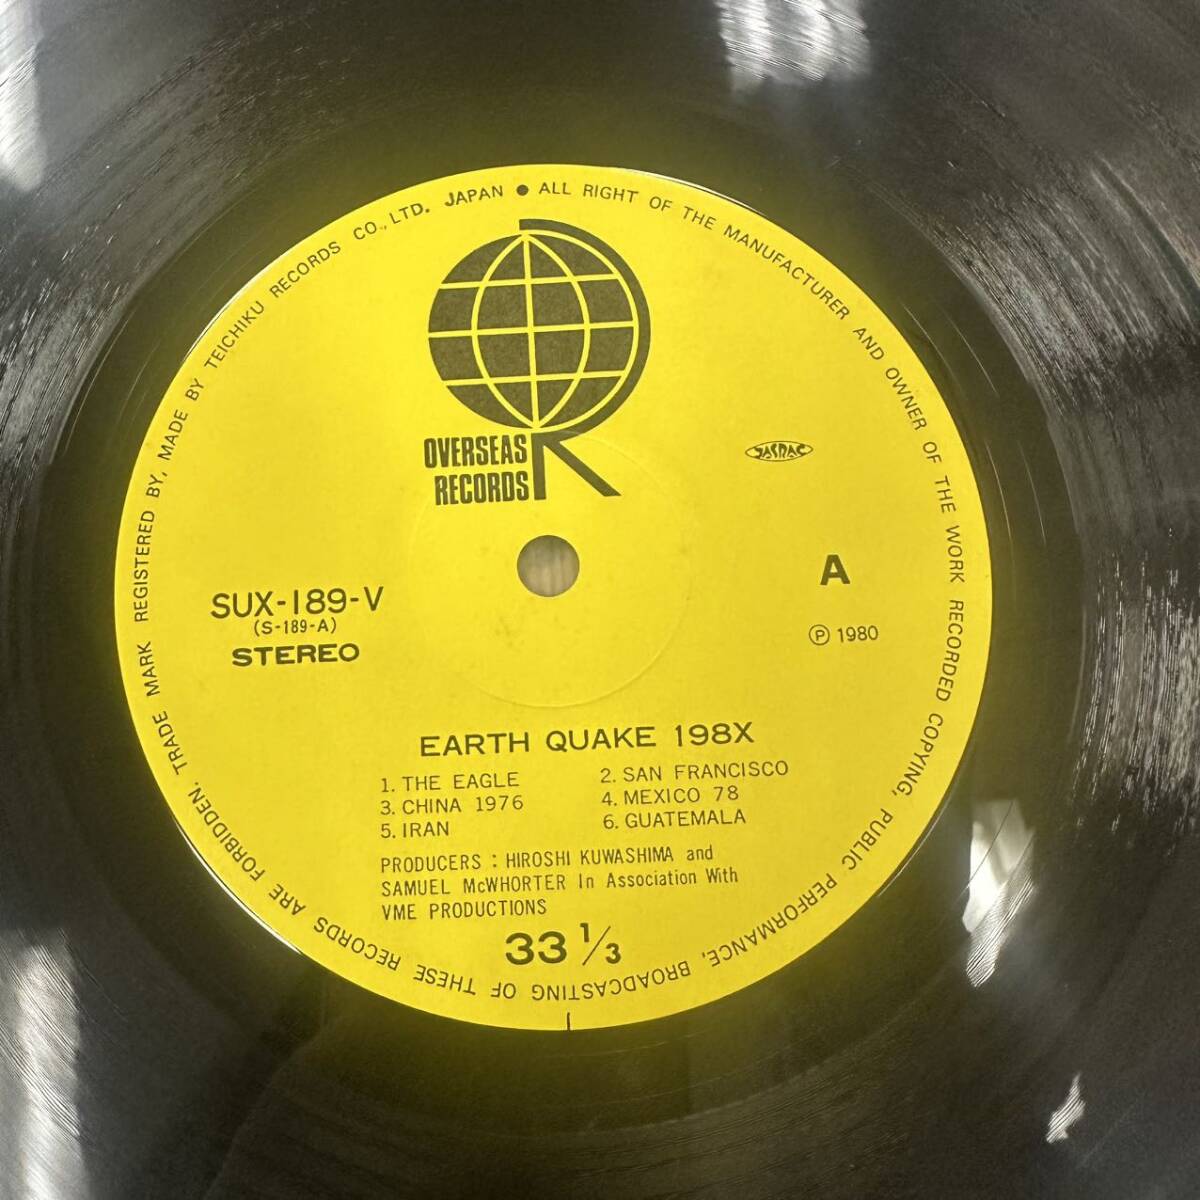 TRADE MARK REGISTERED BY, MADE BY TEICHIKU RECORDS CO., LTD. JAPAN ● ALL RIGHT OF THE MANUFACTURER AND OWNER OF THE WORK RECORDED COPYING, PUBLIC PERFORMANCE, BROADCASTING OF THESE RECORDS ARE FORBIDDEN.
OVERSEAS
RECORDS
R
JASRAC
A
SUX-189-V
(S-189-A)
STEREO
Ⓟ 1980
EARTH QUAKE 198X
1. THE EAGLE 2. SAN FRANCISCO
3. CHINA 1976 4. MEXICO 78
5. IRAN 6. GUATEMALA
PRODUCERS : HIROSHI KUWASHIMA and
SAMUEL McWHORTER In Association With
VME PRODUCTIONS
33 1/3